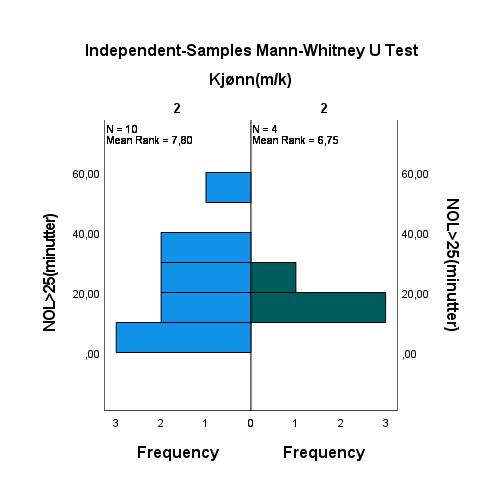 Independent-Samples Mann-Whitney U Test
Kjønn(m/k)
2 2
N = 10
Mean Rank = 7,80
N = 4
Mean Rank = 6,75
NOL>25(minutter)
60,00
40,00
20,00
,00
60,00
40,00
20,00
,00
NOL>25(minutter)
3 2 1 0 1 2 3
Frequency Frequency